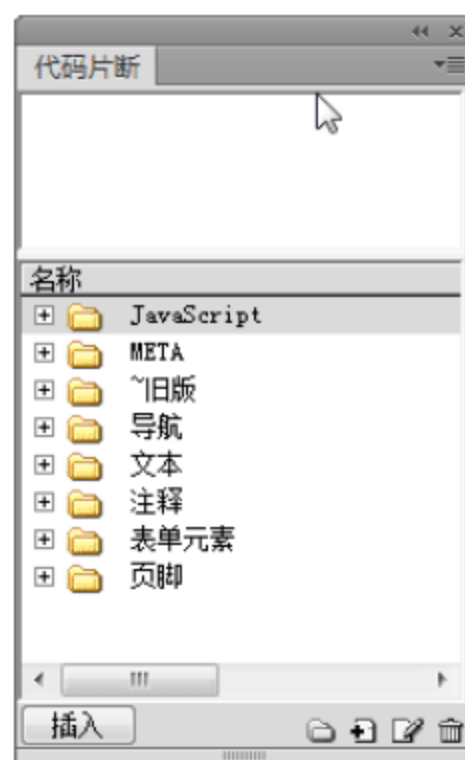 代码片断
名称
JavaScript
META
~旧版
导航
文本
注释
表单元素
页脚
插入